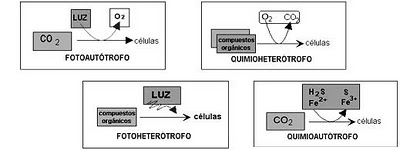 LUZ
O2
CO2
células
FOTOAUTÓTROFO
O2 CO2
compuestos
orgánicos
células
QUIMIOHETERÓTROFO
LUZ
compuestos
orgánicos
células
FOTOHETERÓTROFO
H2S S
Fe2+ Fe3+
CO2
células
QUIMIOAUTÓTROFO